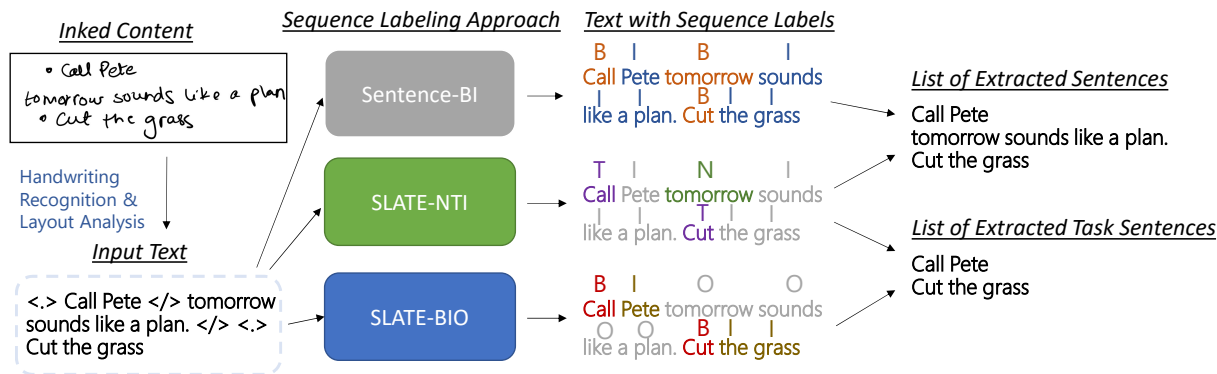 Inked Content
• Call Pete
tomorrow sounds like a plan
• Cut the grass
Handwriting
Recognition &
Layout Analysis
Input Text
<.> Call Pete </> tomorrow
sounds like a plan. </> <.>
Cut the grass
Sequence Labeling Approach
Sentence-BI
SLATE-NTI
SLATE-BIO
Text with Sequence Labels
B I B I
Call Pete tomorrow sounds
I I B I I
like a plan. Cut the grass
T I N I
Call Pete tomorrow sounds
I I T I I
like a plan. Cut the grass
B I O O
Call Pete tomorrow sounds
O O B I I
like a plan. Cut the grass
List of Extracted Sentences
Call Pete
tomorrow sounds like a plan.
Cut the grass
List of Extracted Task Sentences
Call Pete
Cut the grass